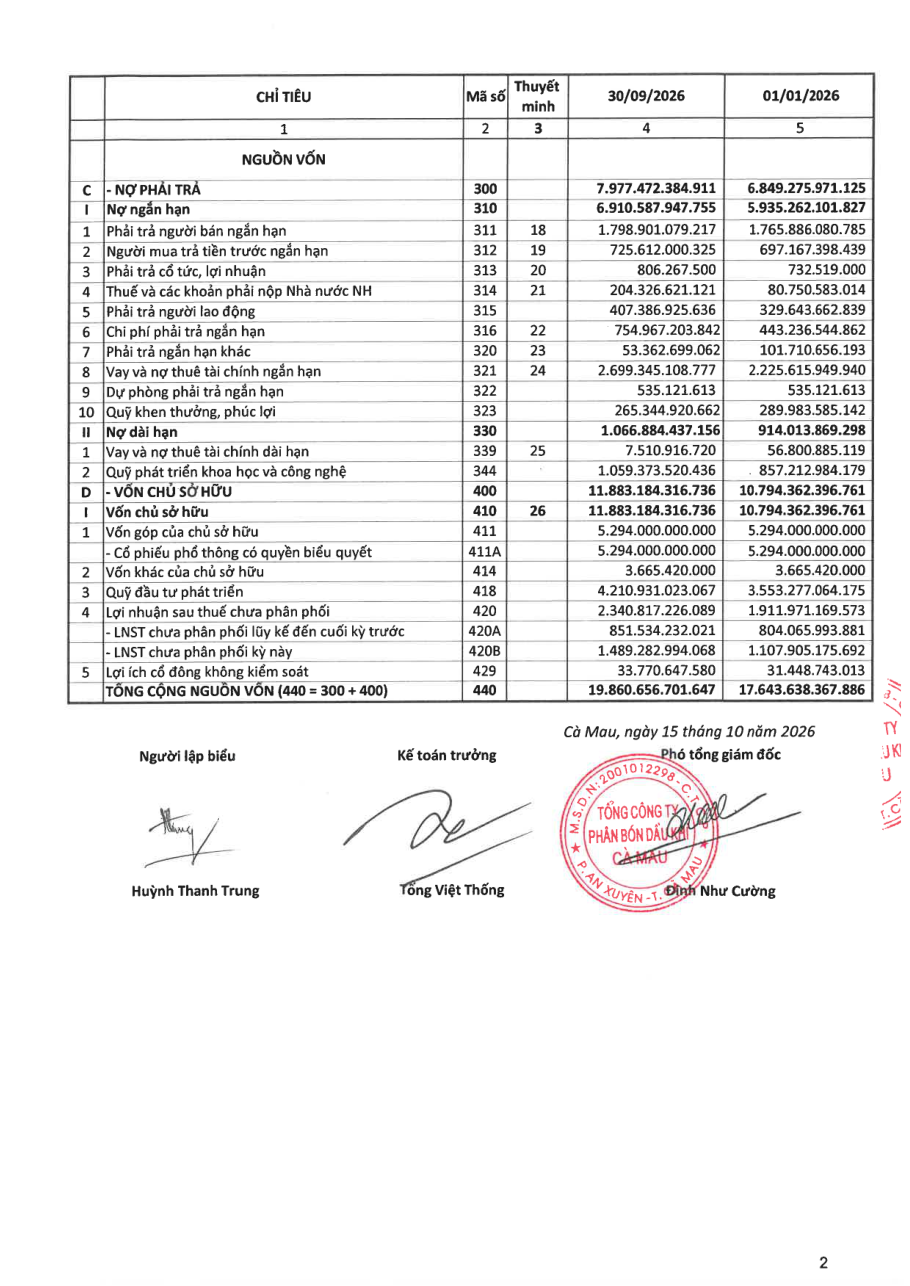 CHỈ TIÊU Mã số Thuyết minh 30/09/2026 01/01/2026
1 2 3 4 5
NGUỒN VỐN
C - NỢ PHẢI TRẢ 300 7.977.472.384.911 6.849.275.971.125
I Nợ ngắn hạn 310 6.910.587.947.755 5.935.262.101.827
1 Phải trả người bán ngắn hạn 311 18 1.798.901.079.217 1.765.886.080.785
2 Người mua trả tiền trước ngắn hạn 312 19 725.612.000.325 697.167.398.439
3 Phải trả cổ tức, lợi nhuận 313 20 806.267.500 732.519.000
4 Thuế và các khoản phải nộp Nhà nước NH 314 21 204.326.621.121 80.750.583.014
5 Phải trả người lao động 315 407.386.925.636 329.643.662.839
6 Chi phí phải trả ngắn hạn 316 22 754.967.203.842 443.236.544.862
7 Phải trả ngắn hạn khác 320 23 53.362.699.062 101.710.656.193
8 Vay và nợ thuê tài chính ngắn hạn 321 24 2.699.345.108.777 2.225.615.949.940
9 Dự phòng phải trả ngắn hạn 322 535.121.613 535.121.613
10 Quỹ khen thưởng, phúc lợi 323 265.344.920.662 289.983.585.142
II Nợ dài hạn 330 1.066.884.437.156 914.013.869.298
1 Vay và nợ thuê tài chính dài hạn 339 25 7.510.916.720 56.800.885.119
2 Quỹ phát triển khoa học và công nghệ 344 1.059.373.520.436 857.212.984.179
D - VỐN CHỦ SỞ HỮU 400 11.883.184.316.736 10.794.362.396.761
I Vốn chủ sở hữu 410 26 11.883.184.316.736 10.794.362.396.761
1 Vốn góp của chủ sở hữu 411 5.294.000.000.000 5.294.000.000.000
- Cổ phiếu phổ thông có quyền biểu quyết 411A 5.294.000.000.000 5.294.000.000.000
2 Vốn khác của chủ sở hữu 414 3.665.420.000 3.665.420.000
3 Quỹ đầu tư phát triển 418 4.210.931.023.067 3.553.277.064.175
4 Lợi nhuận sau thuế chưa phân phối 420 2.340.817.226.089 1.911.971.169.573
- LNST chưa phân phối lũy kế đến cuối kỳ trước 420A 851.534.232.021 804.065.993.881
- LNST chưa phân phối kỳ này 420B 1.489.282.994.068 1.107.905.175.692
5 Lợi ích cổ đông không kiểm soát 429 33.770.647.580 31.448.743.013
TỔNG CỘNG NGUỒN VỐN (440 = 300 + 400) 440 19.860.656.701.647 17.643.638.367.886
Cà Mau, ngày 15 tháng 10 năm 2026
Người lập biểu Kế toán trưởng Phó tổng giám đốc
M.S.D.N: 2001012298-C.T
TỔNG CÔNG TY
PHÂN BÓN DẦU KHÍ
CÀ MAU
P. AN XUYÊN - T. CÀ MAU
Huỳnh Thanh Trung Tổng Việt Thống Đinh Như Cường
2